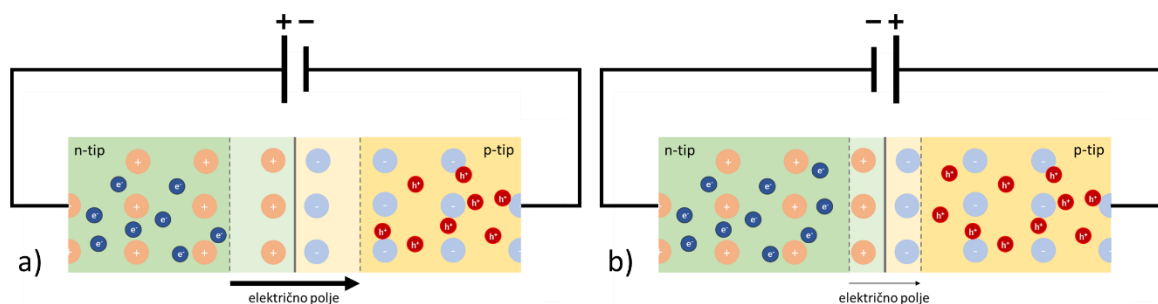 + −
− +
n-tip
p-tip
n-tip
p-tip
+ + + - - -
e⁻ e⁻ e⁻ e⁻ e⁻ e⁻ e⁻ e⁻
h⁺ h⁺ h⁺ h⁺ h⁺ h⁺ h⁺ h⁺ h⁺
a)
električno polje
b)
električno polje